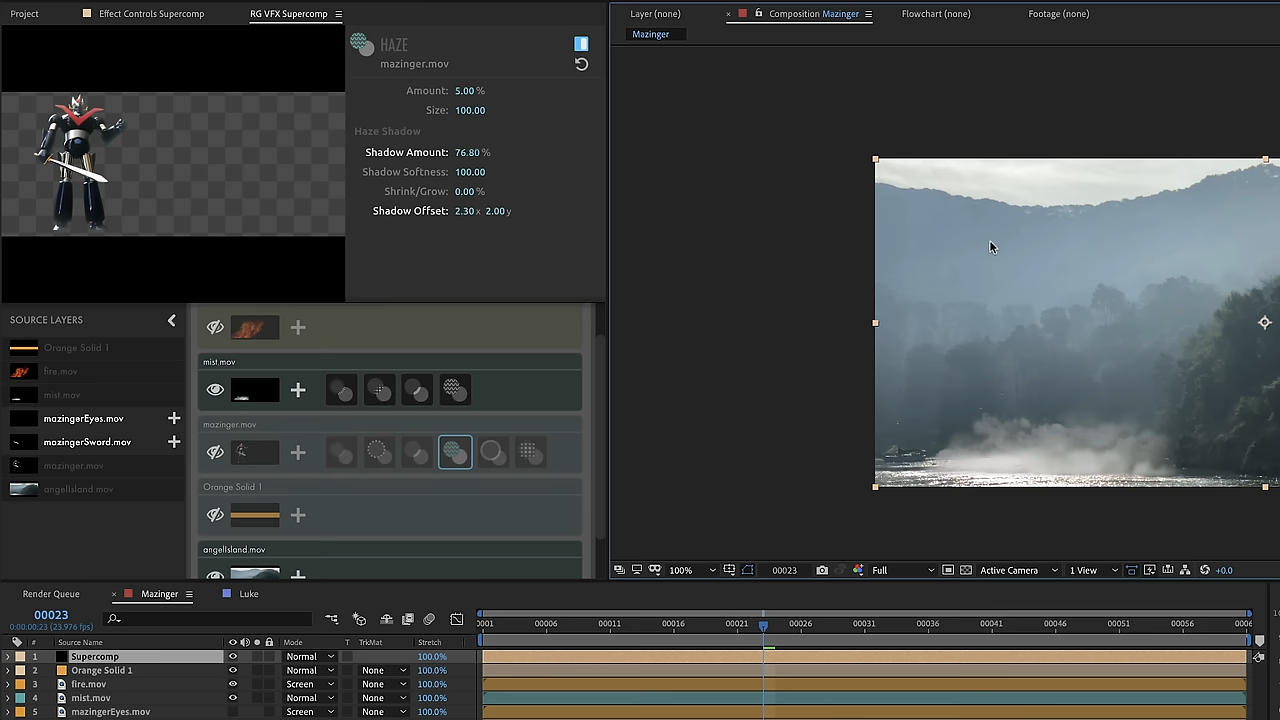 Project
Effect Controls Supercomp
RG VFX Supercomp
HAZE
mazinger.mov
Amount: 5.00 %
Size: 100.00
Haze Shadow
Shadow Amount: 76.80 %
Shadow Softness: 100.00
Shrink/Grow: 0.00 %
Shadow Offset: 2.30 x 2.00 y
Layer (none)
× Composition Mazinger
Flowchart (none)
Footage (none)
Mazinger
SOURCE LAYERS
Orange Solid 1
fire.mov
mist.mov
mazingerEyes.mov
mazingerSword.mov
mazinger.mov
angelIsland.mov
mist.mov
mazinger.mov
Orange Solid 1
angelIsland.mov
100%
00023
Full
Active Camera
1 View
+0.0
Render Queue
× Mazinger
Luke
00023
0:00:00:23 (23.976 fps)
0001 00006 00011 00016 00021 00026 00031 00036 00041 00046 00051 00056 0006
# Source Name Mode T TrkMat Stretch
1 Supercomp Normal 100.0%
2 Orange Solid 1 Normal None 100.0%
3 fire.mov Screen None 100.0%
4 mist.mov Normal None 100.0%
5 mazingerEyes.mov Screen None 100.0%